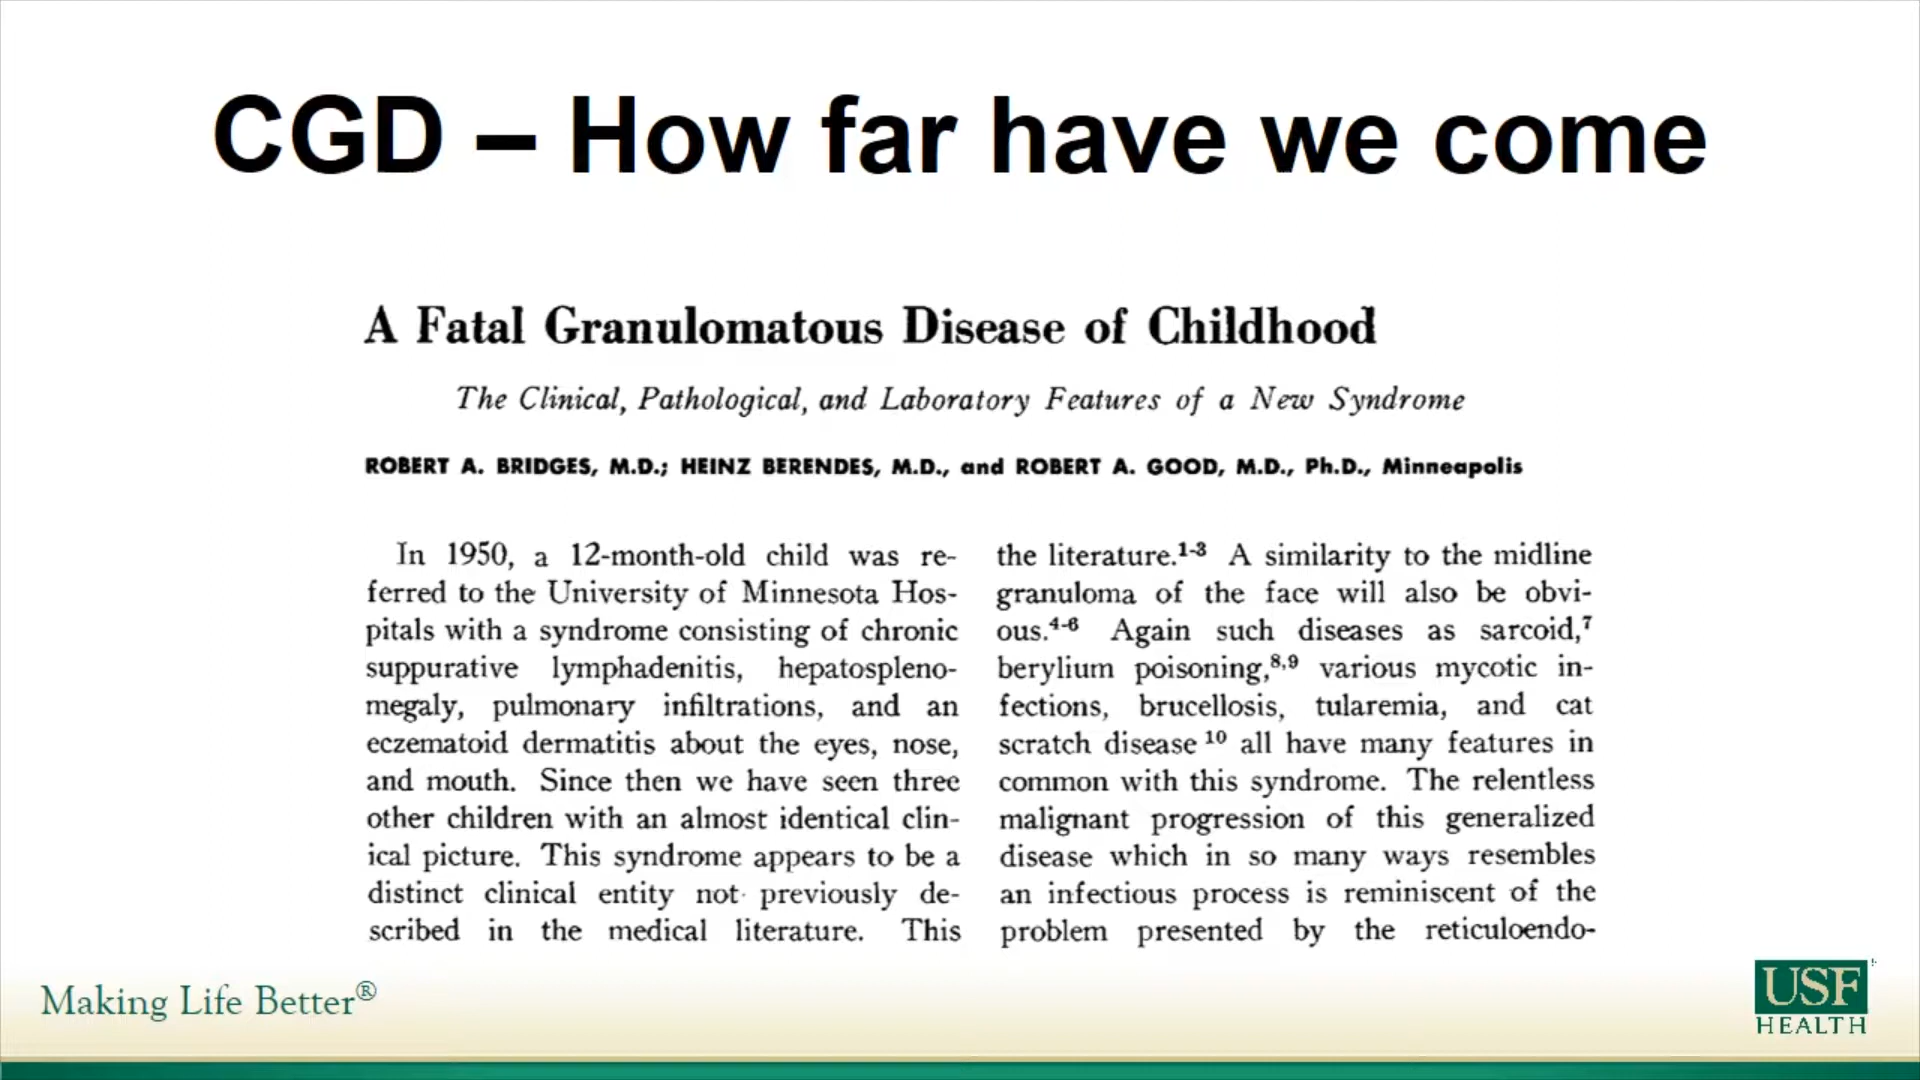 CGD – How far have we come
A Fatal Granulomatous Disease of Childhood
The Clinical, Pathological, and Laboratory Features of a New Syndrome
ROBERT A. BRIDGES, M.D.; HEINZ BERENDES, M.D., and ROBERT A. GOOD, M.D., Ph.D., Minneapolis
In 1950, a 12-month-old child was re-
ferred to the University of Minnesota Hos-
pitals with a syndrome consisting of chronic
suppurative lymphadenitis, hepatospleno-
megaly, pulmonary infiltrations, and an
eczematoid dermatitis about the eyes, nose,
and mouth. Since then we have seen three
other children with an almost identical clin-
ical picture. This syndrome appears to be a
distinct clinical entity not previously de-
scribed in the medical literature. This
the literature.1-3 A similarity to the midline
granuloma of the face will also be obvi-
ous.4-6 Again such diseases as sarcoid,7
berylium poisoning,8,9 various mycotic in-
fections, brucellosis, tularemia, and cat
scratch disease 10 all have many features in
common with this syndrome. The relentless
malignant progression of this generalized
disease which in so many ways resembles
an infectious process is reminiscent of the
problem presented by the reticuloendo-
Making Life Better®
USF
HEALTH